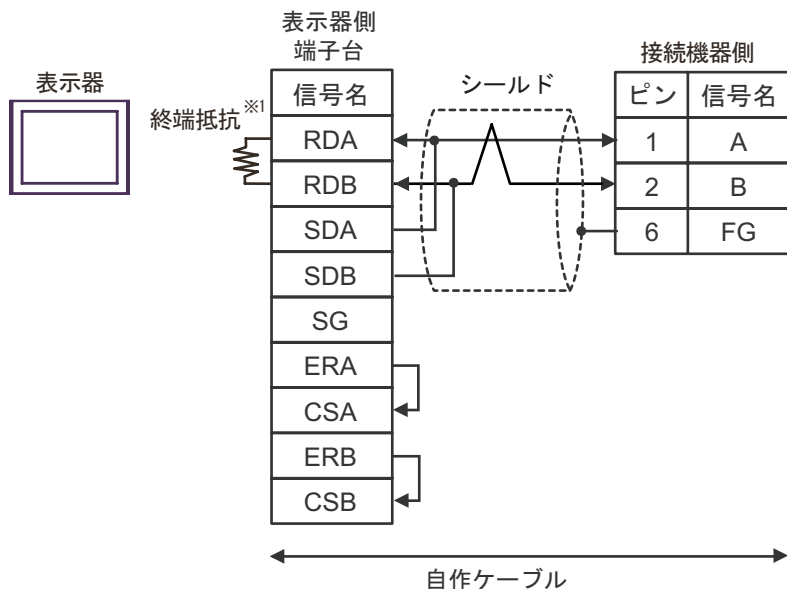 表示器
終端抵抗※1
表示器側
端子台
信号名
RDA
RDB
SDA
SDB
SG
ERA
CSA
ERB
CSB
シールド
接続機器側
ピン 信号名
1 A
2 B
6 FG
自作ケーブル